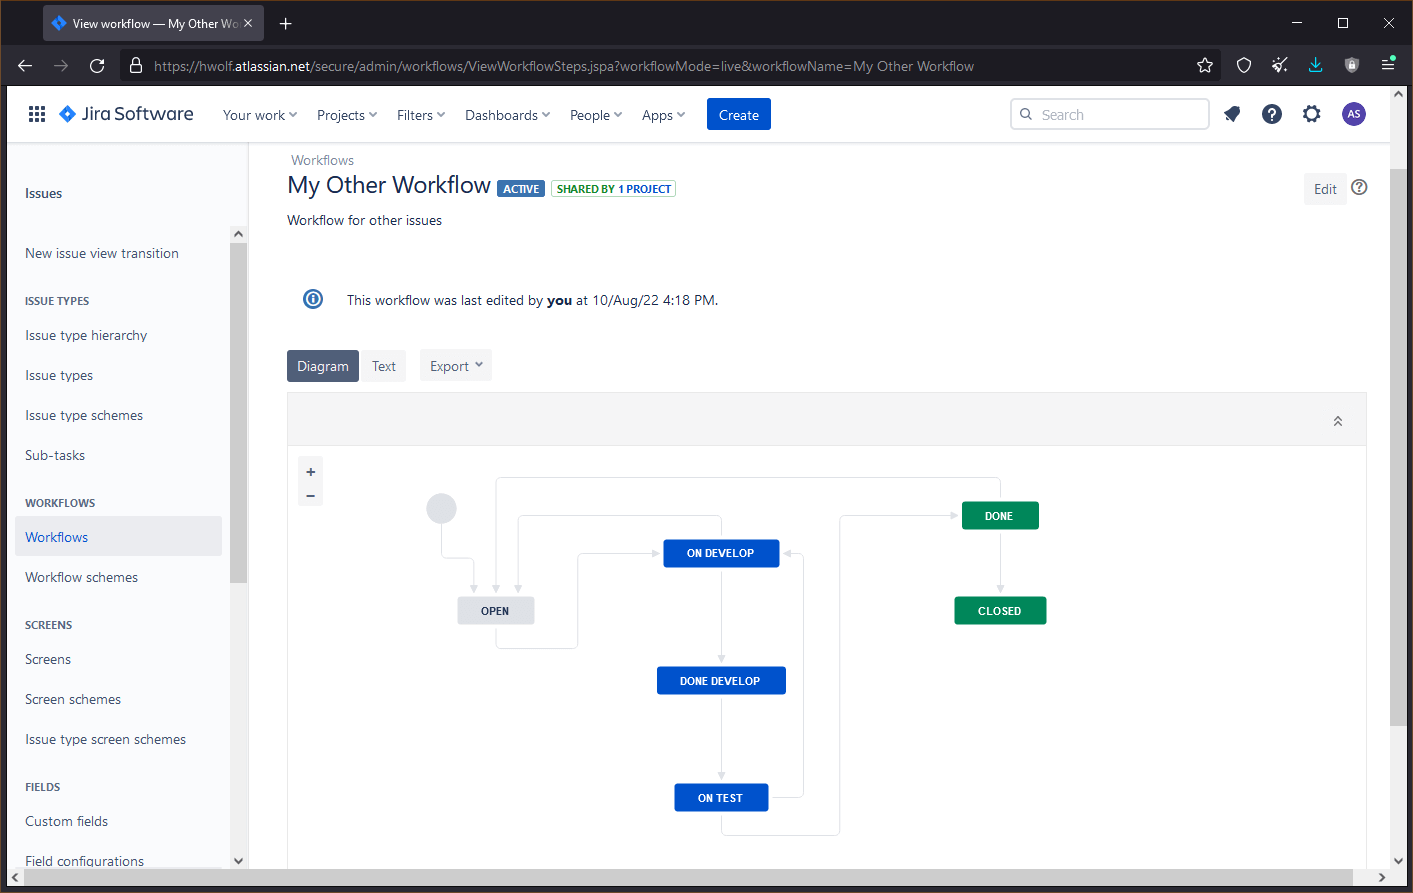 View workflow — My Other Wo
https://hwolf.atlassian.net/secure/admin/workflows/ViewWorkflowSteps.jspa?workflowMode=live&workflowName=My Other Workflow
Jira Software
Your work
Projects
Filters
Dashboards
People
Apps
Create
Search
AS
Issues
New issue view transition
ISSUE TYPES
Issue type hierarchy
Issue types
Issue type schemes
Sub-tasks
WORKFLOWS
Workflows
Workflow schemes
SCREENS
Screens
Screen schemes
Issue type screen schemes
FIELDS
Custom fields
Field configurations
Workflows
My Other Workflow ACTIVE SHARED BY 1 PROJECT
Edit
Workflow for other issues
This workflow was last edited by you at 10/Aug/22 4:18 PM.
Diagram
Text
Export
+
−
DONE
ON DEVELOP
OPEN
CLOSED
DONE DEVELOP
ON TEST